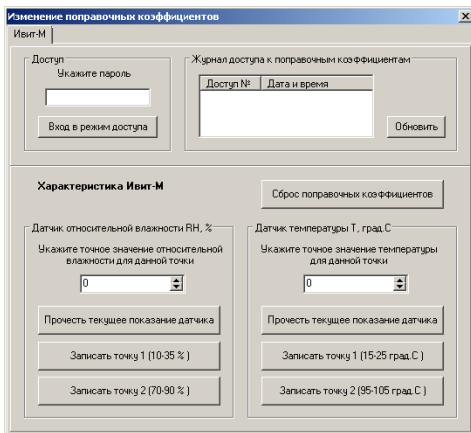 Изменение поправочных коэффициентов
Ивит-М
Доступ
Укажите пароль
Вход в режим доступа
Журнал доступа к поправочным коэффициентам
Доступ № Дата и время
Обновить
Характеристика Ивит-М
Сброс поправочных коэффициентов
Датчик относительной влажности RH, %
Укажите точное значение относительной
влажности для данной точки
0
Прочесть текущее показание датчика
Записать точку 1 (10-35 % )
Записать точку 2 (70-90 % )
Датчик температуры T, град.С
Укажите точное значение температуры
для данной точки
0
Прочесть текущее показание датчика
Записать точку 1 (15-25 град.С )
Записать точку 2 (95-105 град.С )